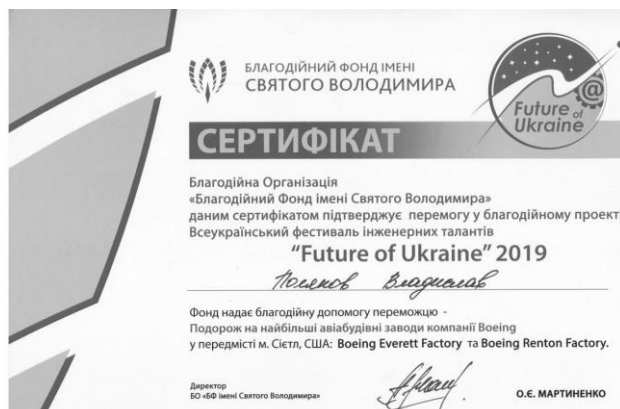 БЛАГОДІЙНИЙ ФОНД ІМЕНІ
СВЯТОГО ВОЛОДИМИРА
Future of
Ukraine
@
СЕРТИФІКАТ
Благодійна Організація
«Благодійний Фонд імені Святого Володимира»
даним сертифікатом підтверджує перемогу у благодійному проекті
Всеукраїнський фестиваль інженерних талантів
"Future of Ukraine" 2019
Поляков Владислав
Фонд надає благодійну допомогу переможцю -
Подорож на найбільші авіабудівні заводи компанії Boeing
у передмісті м. Сієтл, США: Boeing Everett Factory та Boeing Renton Factory.
Директор
БО «БФ імені Святого Володимира»
О.Є. МАРТИНЕНКО